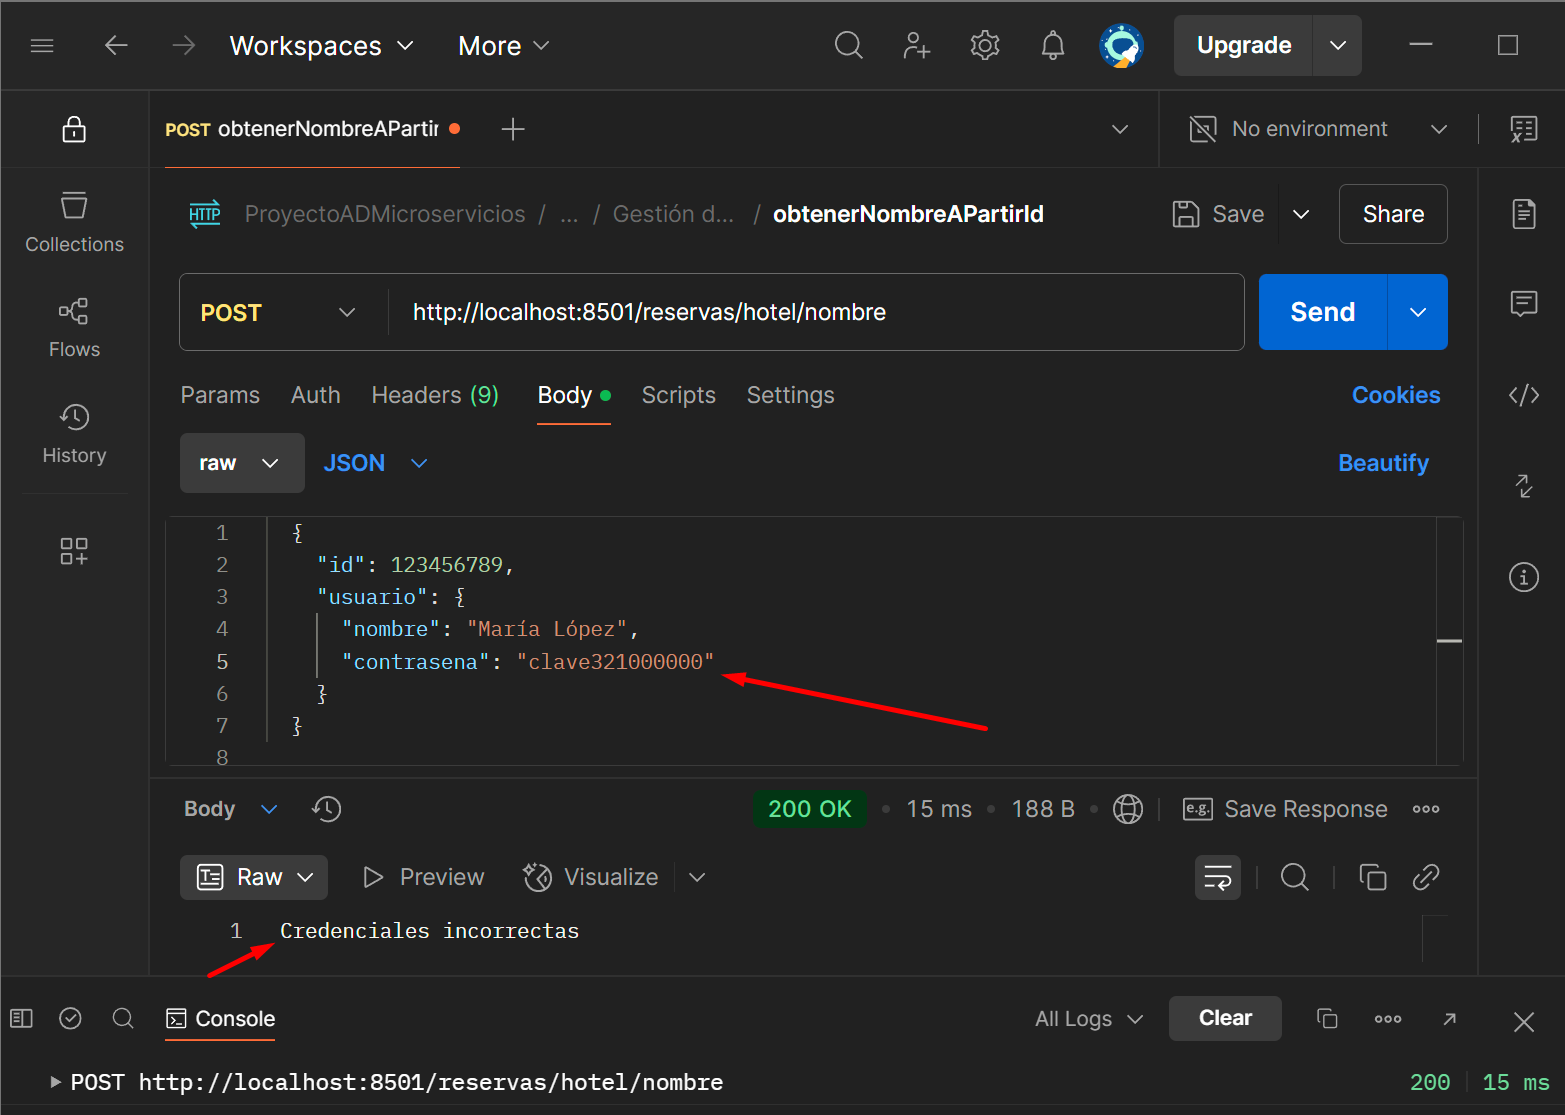 Workspaces More Upgrade
POST obtenerNombreAPartir No environment
HTTP ProyectoADMicroservicios / ... / Gestión d... / obtenerNombreAPartirId Save Share
POST http://localhost:8501/reservas/hotel/nombre Send
Collections
Flows
History
Params Auth Headers (9) Body Scripts Settings Cookies
raw JSON Beautify
1 {
2 "id": 123456789,
3 "usuario": {
4 "nombre": "María López",
5 "contrasena": "clave321000000"
6 }
7 }
8
Body 200 OK 15 ms 188 B e.g. Save Response
Raw Preview Visualize
1 Credenciales incorrectas
Console All Logs Clear
POST http://localhost:8501/reservas/hotel/nombre 200 15 ms